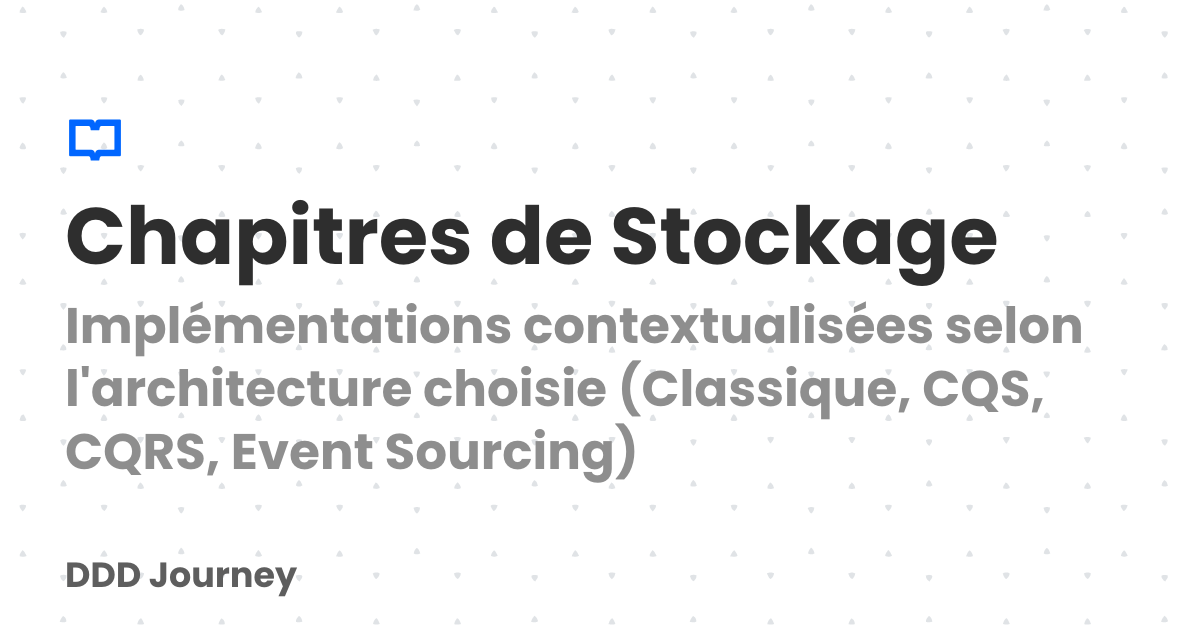 Chapitres de Stockage
Implémentations contextualisées selon
l'architecture choisie (Classique, CQS,
CQRS, Event Sourcing)
DDD Journey